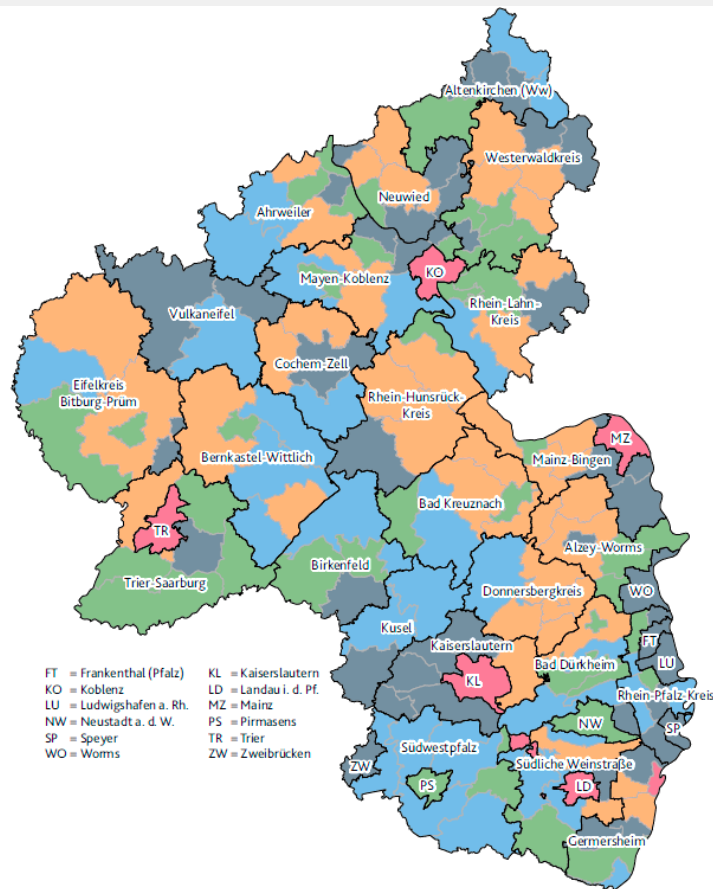 Altenkirchen (Ww)
Westerwaldkreis
Neuwied
Ahrweiler
KO
Mayen-Koblenz
Rhein-Lahn-
Kreis
Vulkaneifel
Cochem-Zell
Eifelkreis
Bitburg-Prüm
Rhein-Hunsrück-
Kreis
MZ
Mainz-Bingen
Bernkastel-Wittlich
Bad Kreuznach
TR
Alzey-Worms
Birkenfeld
Trier-Saarburg
Donnersbergkreis
WO
Kusel
Kaiserslautern
FT
LU
Bad Dürkheim
KL
Rhein-Pfalz-Kreis
NW
SP
Südwestpfalz
ZW
Südliche Weinstraße
PS
LD
Germersheim
FT = Frankenthal (Pfalz)
KO = Koblenz
LU = Ludwigshafen a. Rh.
NW = Neustadt a. d. W.
SP = Speyer
WO = Worms
KL = Kaiserslautern
LD = Landau i. d. Pf.
MZ = Mainz
PS = Pirmasens
TR = Trier
ZW = Zweibrücken